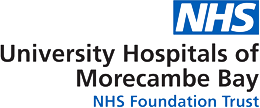 NHS
University Hospitals of
Morecambe Bay
NHS Foundation Trust